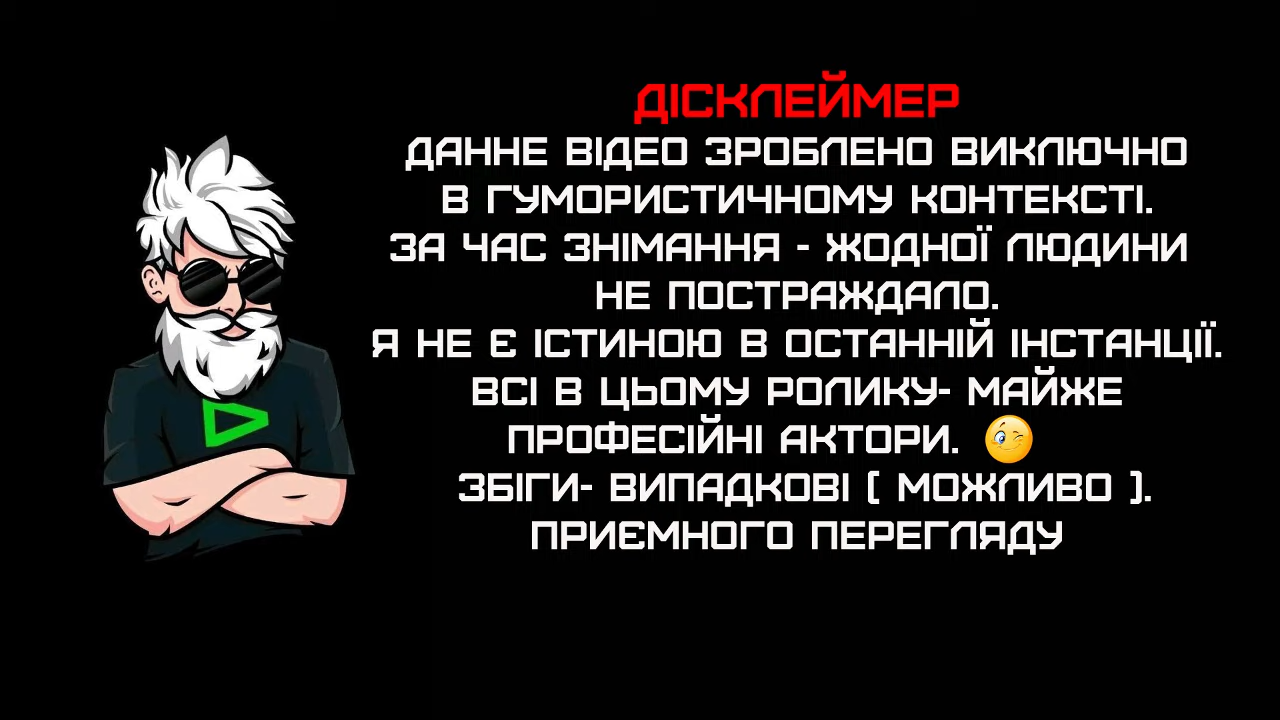 ДІСКЛЕЙМЕР
ДАННЕ ВІДЕО ЗРОБЛЕНО ВИКЛЮЧНО
В ГУМОРИСТИЧНОМУ КОНТЕКСТІ.
ЗА ЧАС ЗНІМАННЯ - ЖОДНОЇ ЛЮДИНИ
НЕ ПОСТРАЖДАЛО.
Я НЕ Є ІСТИНОЮ В ОСТАННІЙ ІНСТАНЦІЇ.
ВСІ В ЦЬОМУ РОЛИКУ- МАЙЖЕ
ПРОФЕСІЙНІ АКТОРИ. 😉
ЗБІГИ- ВИПАДКОВІ ( МОЖЛИВО ).
ПРИЄМНОГО ПЕРЕГЛЯДУ